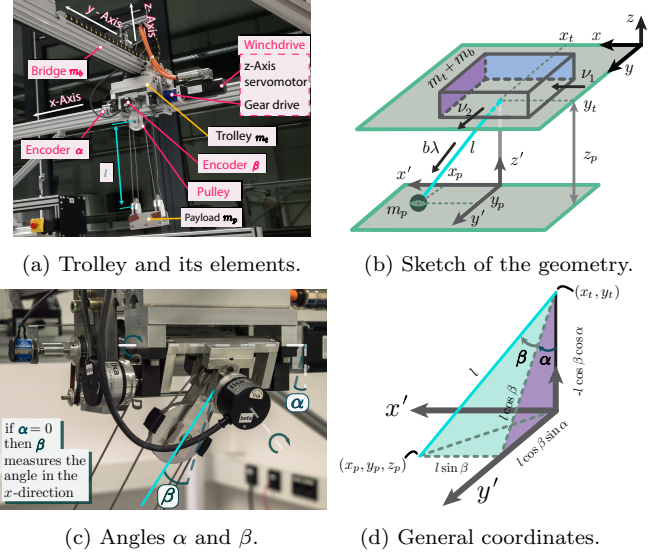 y-Axis
z-Axis
Winchdrive
z-Axis
servomotor
Gear drive
Bridge m_b
x-Axis
Trolley m_t
Encoder α
Encoder β
l
Pulley
Payload m_p
(a) Trolley and its elements.
x_t
x
z
y
m_t + m_b
ν_1
ν_2
y_t
bλ
l
z_p
x'
x_p
z'
m_p
y_p
y'
(b) Sketch of the geometry.
α
if α = 0
then β
measures the
angle in the
x-direction
β
beta
(c) Angles α and β.
(x_t, y_t)
l
β
α
l cos β
-l cos β cos α
x'
l cos β sin α
(x_p, y_p, z_p)
l sin β
y'
(d) General coordinates.